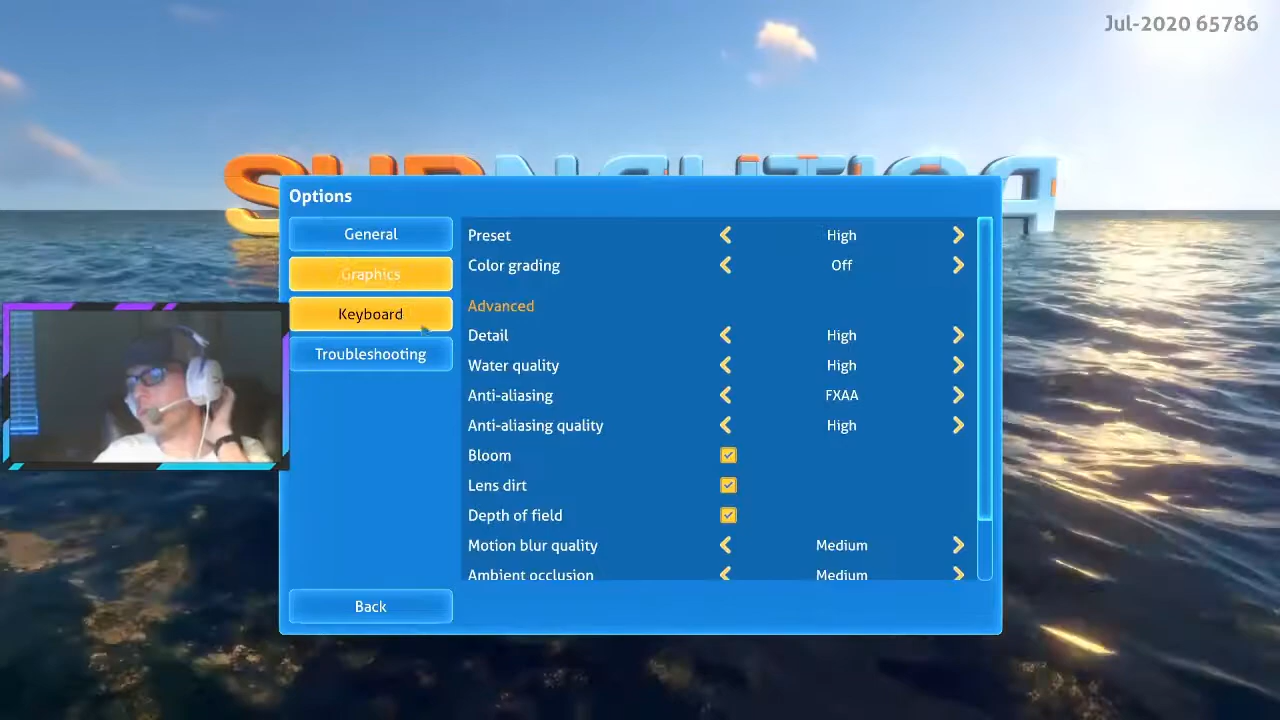 Jul-2020 65786
SUBNAUTICA
Options
General
Graphics
Keyboard
Troubleshooting
Back
Preset High
Color grading Off
Advanced
Detail High
Water quality High
Anti-aliasing FXAA
Anti-aliasing quality High
Bloom
Lens dirt
Depth of field
Motion blur quality Medium
Ambient occlusion Medium